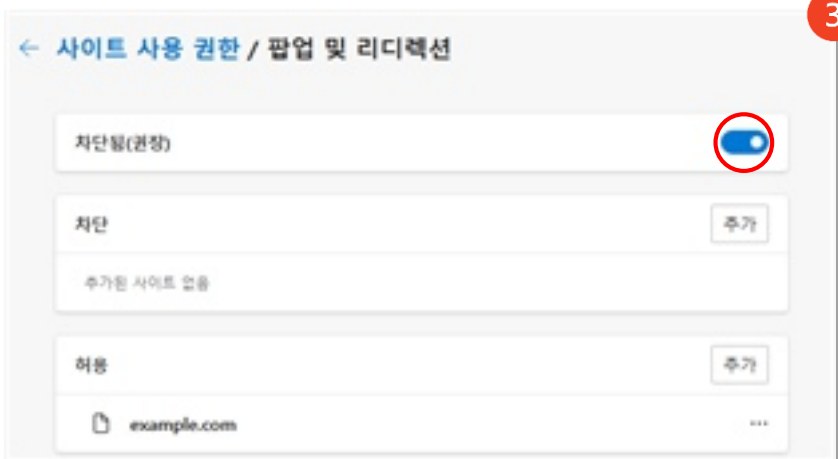 3
← 사이트 사용 권한 / 팝업 및 리디렉션
차단됨(권장)
차단
추가
추가된 사이트 없음
허용
추가
example.com